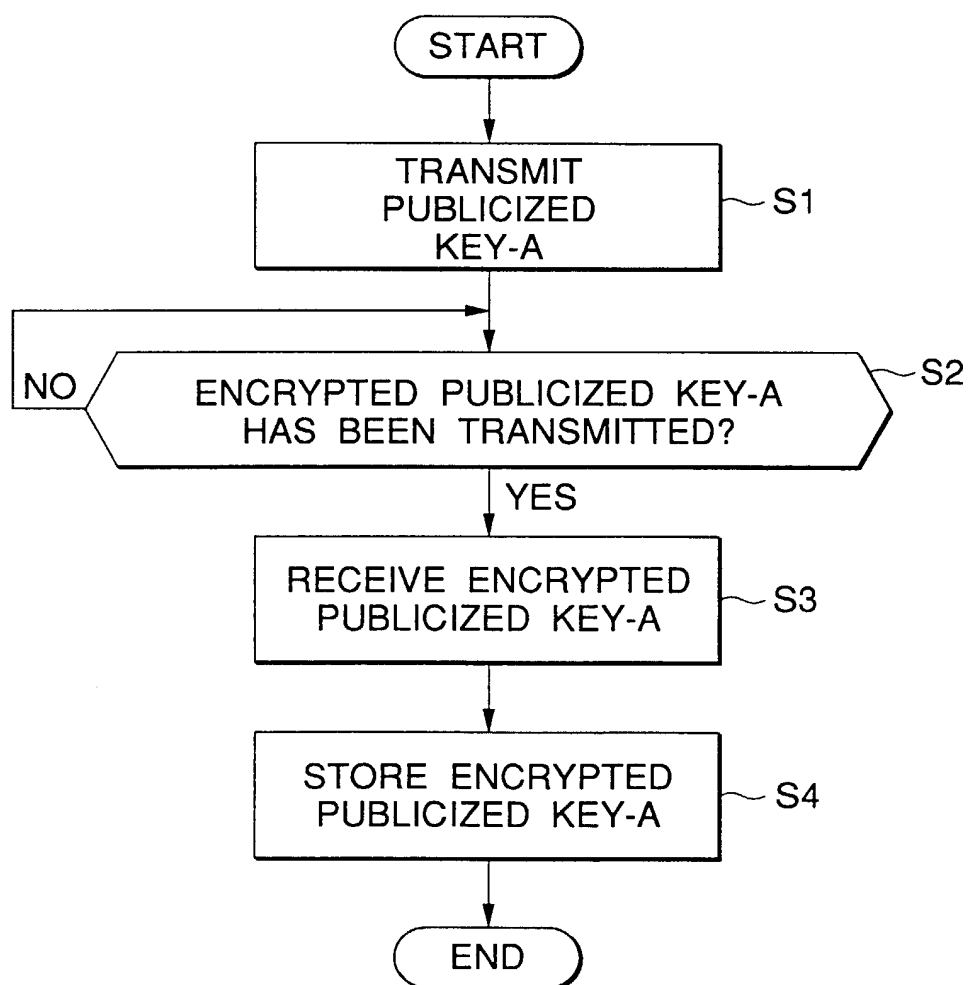 START
TRANSMIT
PUBLICIZED
KEY-A
S1
NO
ENCRYPTED PUBLICIZED KEY-A
HAS BEEN TRANSMITTED?
S2
YES
RECEIVE ENCRYPTED
PUBLICIZED KEY-A
S3
STORE ENCRYPTED
PUBLICIZED KEY-A
S4
END